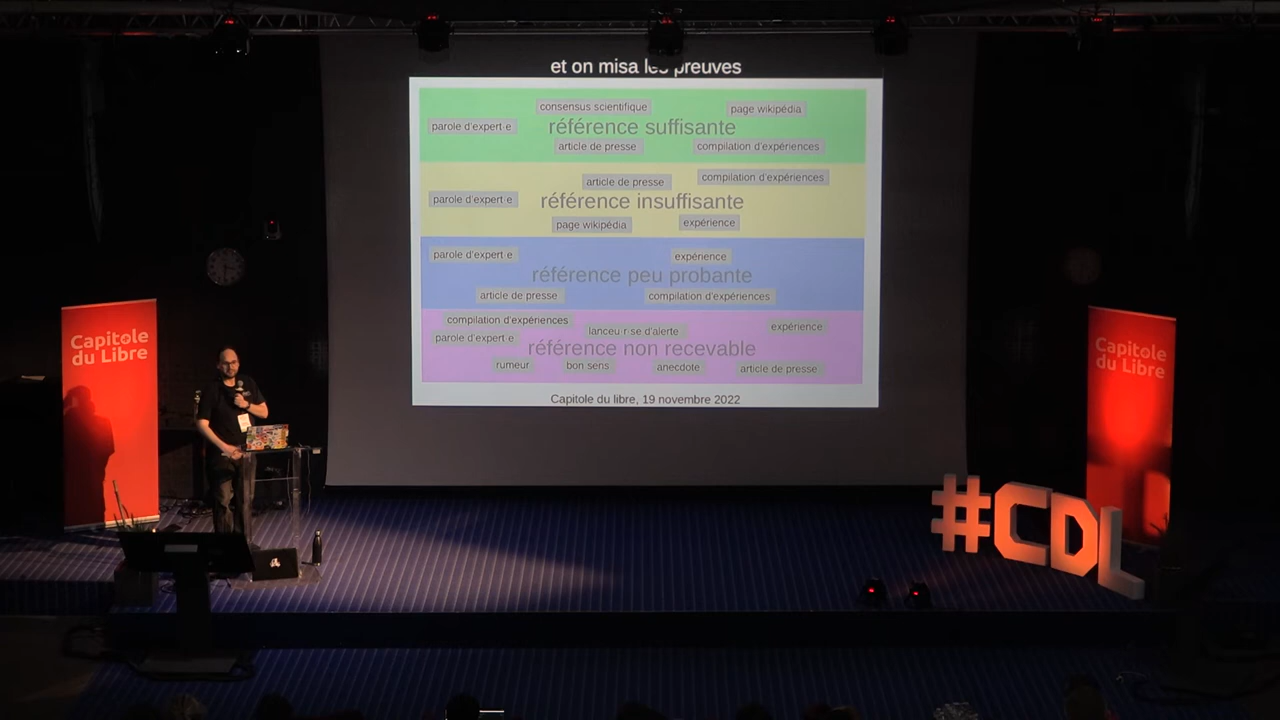 et on misa les preuves
consensus scientifique
page wikipédia
parole d'expert·e
référence suffisante
article de presse
compilation d'expériences
article de presse
compilation d'expériences
parole d'expert·e
référence insuffisante
page wikipédia
expérience
parole d'expert·e
expérience
référence peu probante
article de presse
compilation d'expériences
compilation d'expériences
lanceu·r·se d'alerte
expérience
parole d'expert·e
référence non recevable
rumeur
bon sens
anecdote
article de presse
Capitole du libre, 19 novembre 2022
Capitole
du Libre
Capitole
du Libre
#CDL